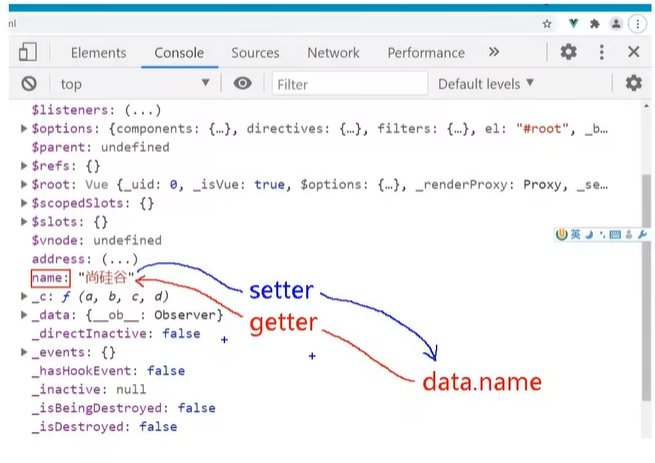 nl
Elements Console Sources Network Performance »
top Filter Default levels ▼
$listeners: (...)
▶ $options: {components: {…}, directives: {…}, filters: {…}, el: "#root", _b…
$parent: undefined
▶ $refs: {}
▶ $root: Vue {_uid: 0, _isVue: true, $options: {…}, _renderProxy: Proxy, _se…
▶ $scopedSlots: {}
▶ $slots: {}
$vnode: undefined
英
address: (...)
name: "尚硅谷"
setter
▶ _c: ƒ (a, b, c, d)
▶ _data: {__ob__: Observer}
getter
_directInactive: false
▶ _events: {}
_hasHookEvent: false
data.name
_inactive: null
_isBeingDestroyed: false
_isDestroyed: false